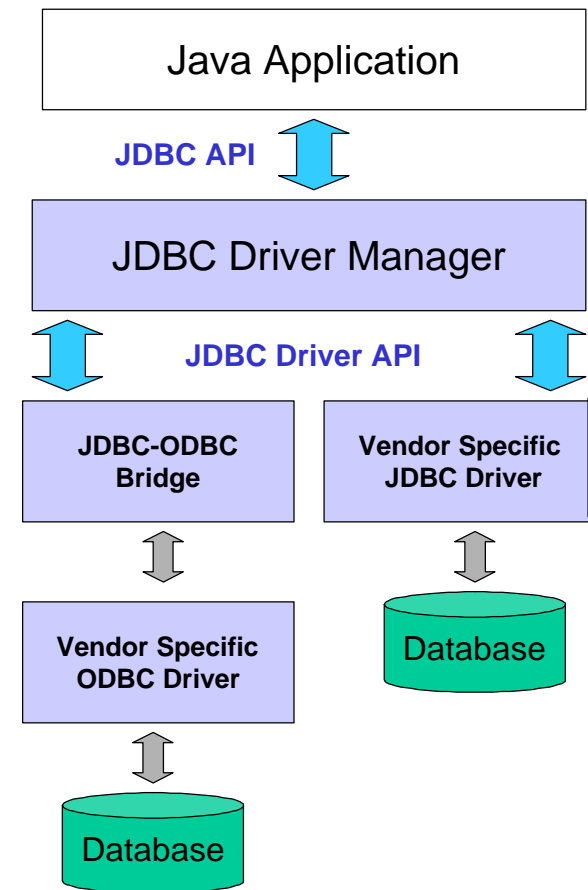 Java Application
JDBC API
JDBC Driver Manager
JDBC Driver API
JDBC-ODBC
Bridge
Vendor Specific
JDBC Driver
Vendor Specific
ODBC Driver
Database
Database